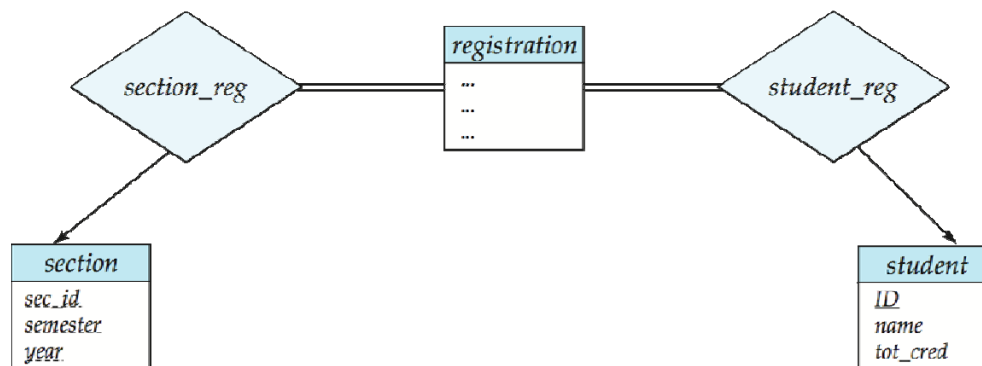 registration
...
...
...
section_reg
student_reg
section
sec_id
semester
year
student
ID
name
tot_cred